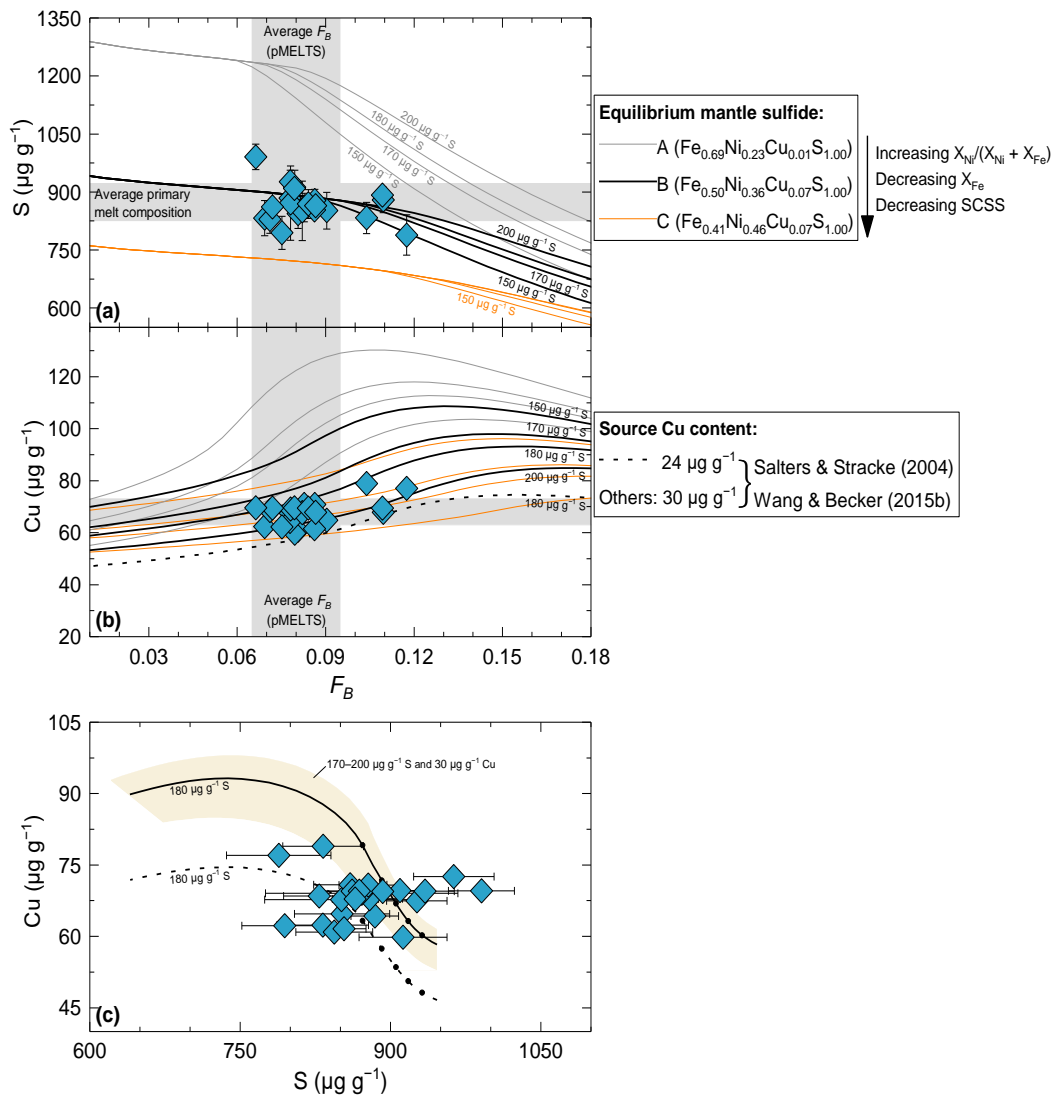 1350
1200
1050
900
750
600
S (µg g⁻¹)
Average F_B
(pMELTS)
200 µg g⁻¹ S
180 µg g⁻¹ S
170 µg g⁻¹ S
150 µg g⁻¹ S
Average primary
melt composition
200 µg g⁻¹ S
170 µg g⁻¹ S
150 µg g⁻¹ S
150 µg g⁻¹ S
(a)
Equilibrium mantle sulfide:
A (Fe₀.₆₉Ni₀.₂₃Cu₀.₀₁S₁.₀₀)
B (Fe₀.₅₀Ni₀.₃₆Cu₀.₀₇S₁.₀₀)
C (Fe₀.₄₁Ni₀.₄₆Cu₀.₀₇S₁.₀₀)
Increasing X_Ni/(X_Ni + X_Fe)
Decreasing X_Fe
Decreasing SCSS
120
100
80
60
40
20
Cu (µg g⁻¹)
150 µg g⁻¹ S
170 µg g⁻¹ S
180 µg g⁻¹ S
200 µg g⁻¹ S
180 µg g⁻¹ S
Average F_B
(pMELTS)
(b)
0.03 0.06 0.09 0.12 0.15 0.18
F_B
Source Cu content:
24 µg g⁻¹
Others: 30 µg g⁻¹
Salters & Stracke (2004)
Wang & Becker (2015b)
105
90
75
60
45
Cu (µg g⁻¹)
170–200 µg g⁻¹ S and 30 µg g⁻¹ Cu
180 µg g⁻¹ S
180 µg g⁻¹ S
(c)
600 750 900 1050
S (µg g⁻¹)